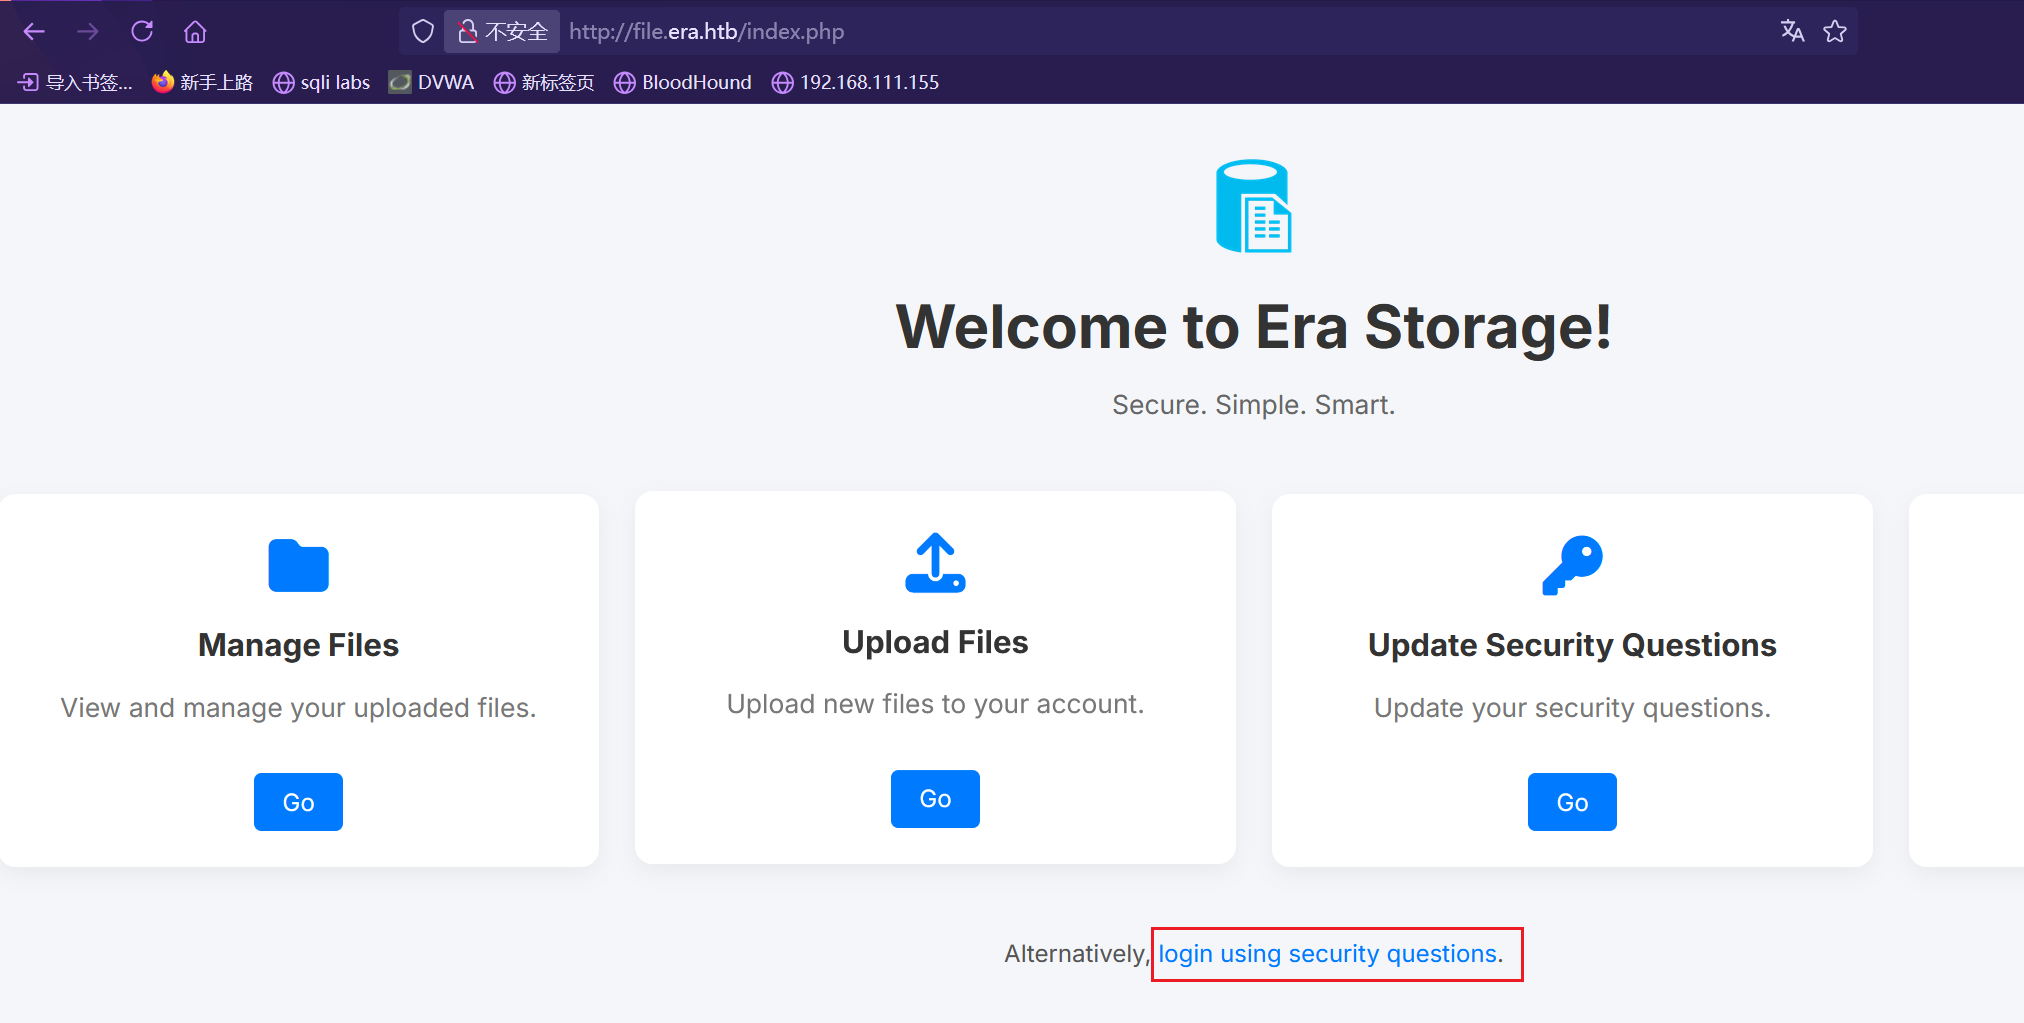 不安全 http://file.era.htb/index.php
导入书签... 新手上路 sqli labs DVWA 新标签页 BloodHound 192.168.111.155
Welcome to Era Storage!
Secure. Simple. Smart.
Manage Files
View and manage your uploaded files.
Go
Upload Files
Upload new files to your account.
Go
Update Security Questions
Update your security questions.
Go
Alternatively, login using security questions.